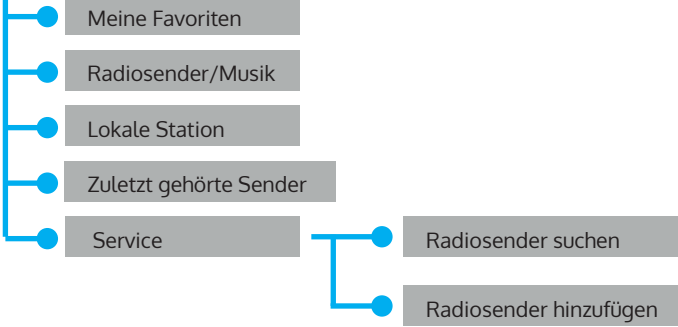 Meine Favoriten
Radiosender/Musik
Lokale Station
Zuletzt gehörte Sender
Service
Radiosender suchen
Radiosender hinzufügen